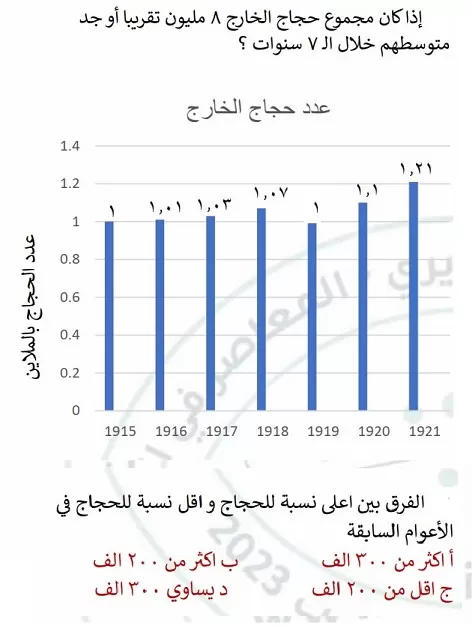 إذا كان مجموع حجاج الخارج ٨ مليون تقريبا أو جد
متوسطهم خلال الـ ٧ سنوات ؟
عدد حجاج الخارج
1.4
1.2
1
0.8
0.6
0.4
0.2
0
عدد الحجاج بالملاين
١ ١,٠١ ١,٠٣ ١,٠٧ ١ ١,١ ١,٢١
1915 1916 1917 1918 1919 1920 1921
الفرق بين اعلى نسبة للحجاج و اقل نسبة للحجاج في
الأعوام السابقة
أ اكثر من ٣٠٠ الف ب اكثر من ٢٠٠ الف
ج اقل من ٢٠٠ الف د يساوي ٣٠٠ الف
المعاصر في
2023